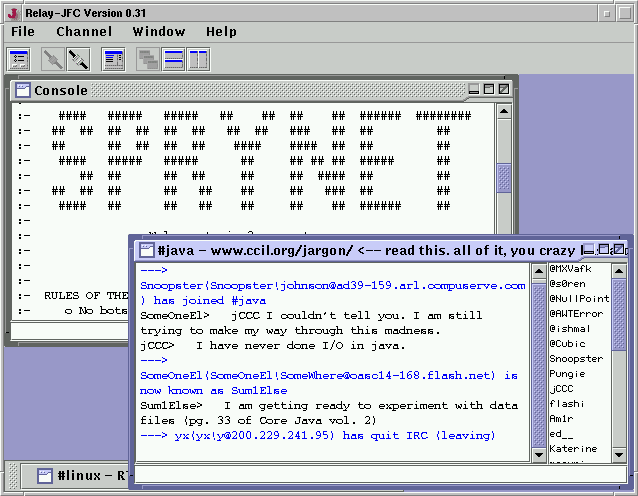 Relay-JFC Version 0.31
File Channel Window Help
Console
:- #### ##### ##### ## ## ## ## ###### ########
:- ## ## ## ## ## ## ## ## ## ### ## ## ##
:- ## ## ## ## ## #### #### ## ## ##
:- #### ##### ##### ## ## ## ## ##### ##
:- ## ## ## ## ## ## #### ## ##
:- ## ## ## ## ## ## ## ### ## ##
:- #### ## ## ## ## ## ## ###### ##
:-
:-
:-
:-
:-
:- RULES OF THE
:- o No bots
#java - www.ccil.org/jargon/ <-- read this. all of it, you crazy
--->
Snoopster(Snoopster!johnson@ad39-159.arl.compuserve.com
) has joined #java
SomeOneEl> jCCC I couldn't tell you. I am still
trying to make my way through this madness.
jCCC> I have never done I/O in java.
--->
SomeOneEl(SomeOneEl!SomeWhere@oasc14-168.flash.net) is
now known as Sum1Else
Sum1Else> I am getting ready to experiment with data
files (pg. 33 of Core Java vol. 2)
---> yx(yx!y@200.229.241.95) has quit IRC (leaving)
@MXVafk
@s0ren
@NullPoint
@AWTError
@ishmal
@Cubic
Snoopster
Pungie
jCCC
flashi
Am1r
ed__
Katerine
#linux -